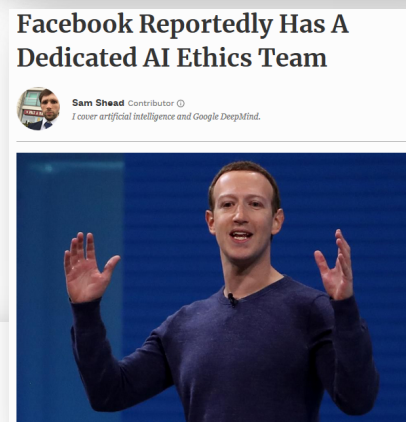 Facebook Reportedly Has A
Dedicated AI Ethics Team
Sam Shead Contributor ⓘ
I cover artificial intelligence and Google DeepMind.